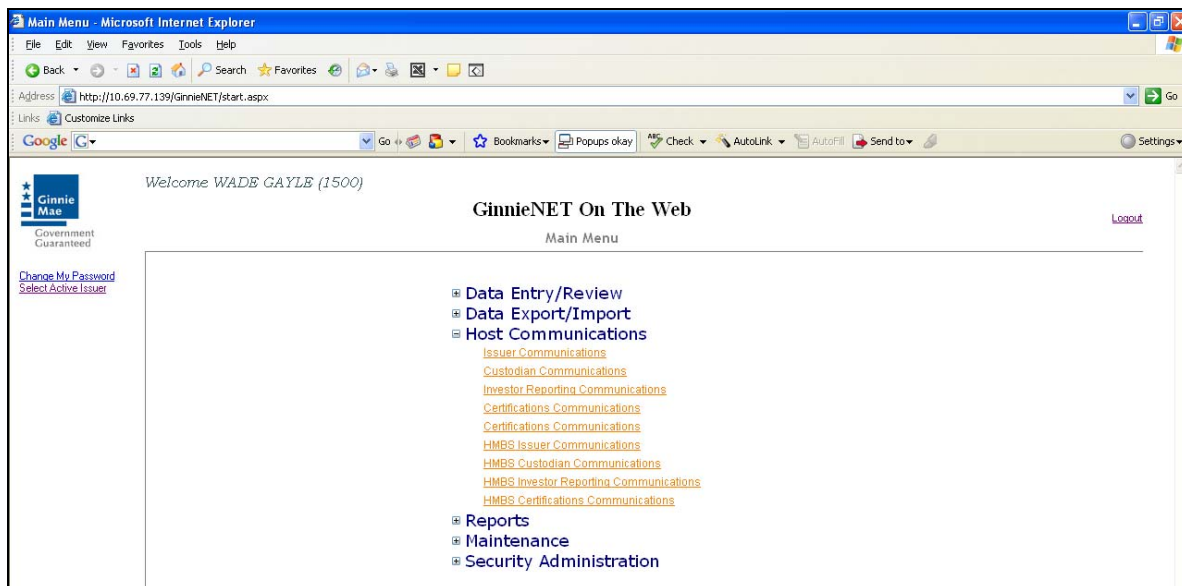 Main Menu - Microsoft Internet Explorer
File Edit View Favorites Tools Help
Back Search Favorites
Address http://10.69.77.139/GinnieNET/start.aspx Go
Links Customize Links
Google G Go Bookmarks Popups okay ABC Check AutoLink AutoFill Send to Settings
Ginnie
Mae
Government
Guaranteed
Welcome WADE GAYLE (1500)
GinnieNET On The Web
Logout
Main Menu
Change My Password
Select Active Issuer
Data Entry/Review
Data Export/Import
Host Communications
Issuer Communications
Custodian Communications
Investor Reporting Communications
Certifications Communications
Certifications Communications
HMBS Issuer Communications
HMBS Custodian Communications
HMBS Investor Reporting Communications
HMBS Certifications Communications
Reports
Maintenance
Security Administration